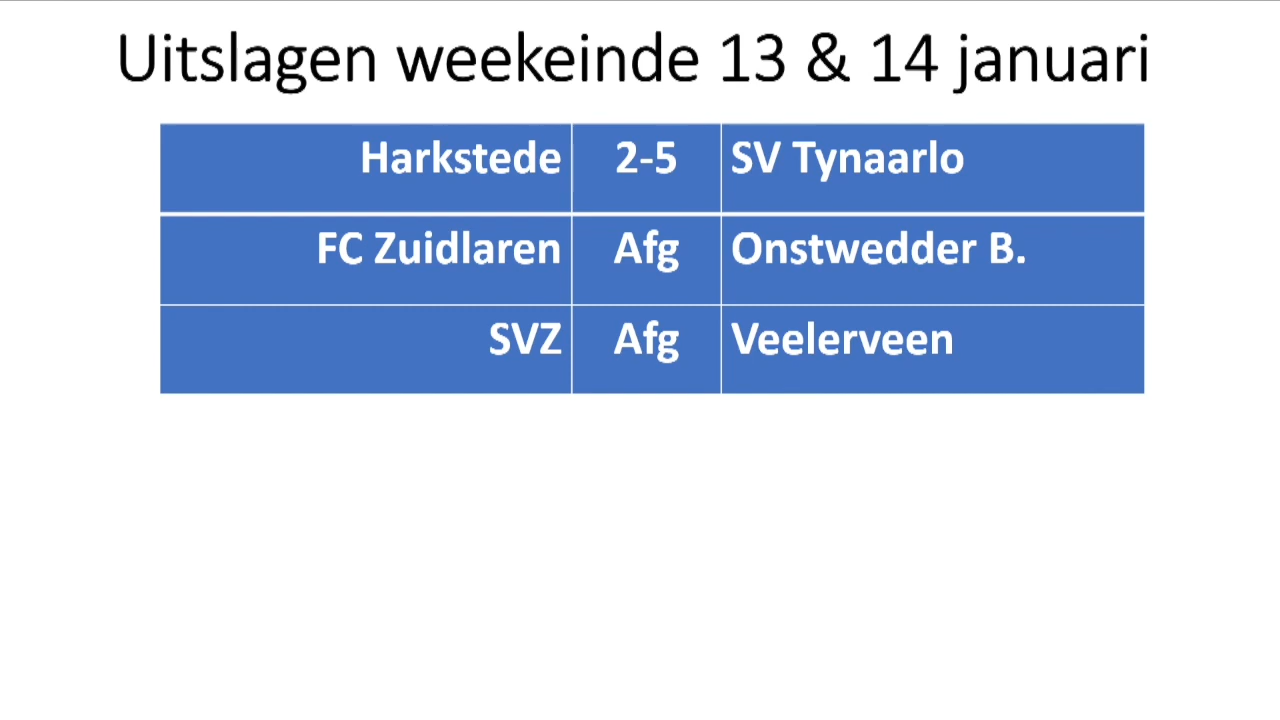 Uitslagen weekeinde 13 & 14 januari
Harkstede 2-5 SV Tynaarlo
FC Zuidlaren Afg Onstwedder B.
SVZ Afg Veelerveen